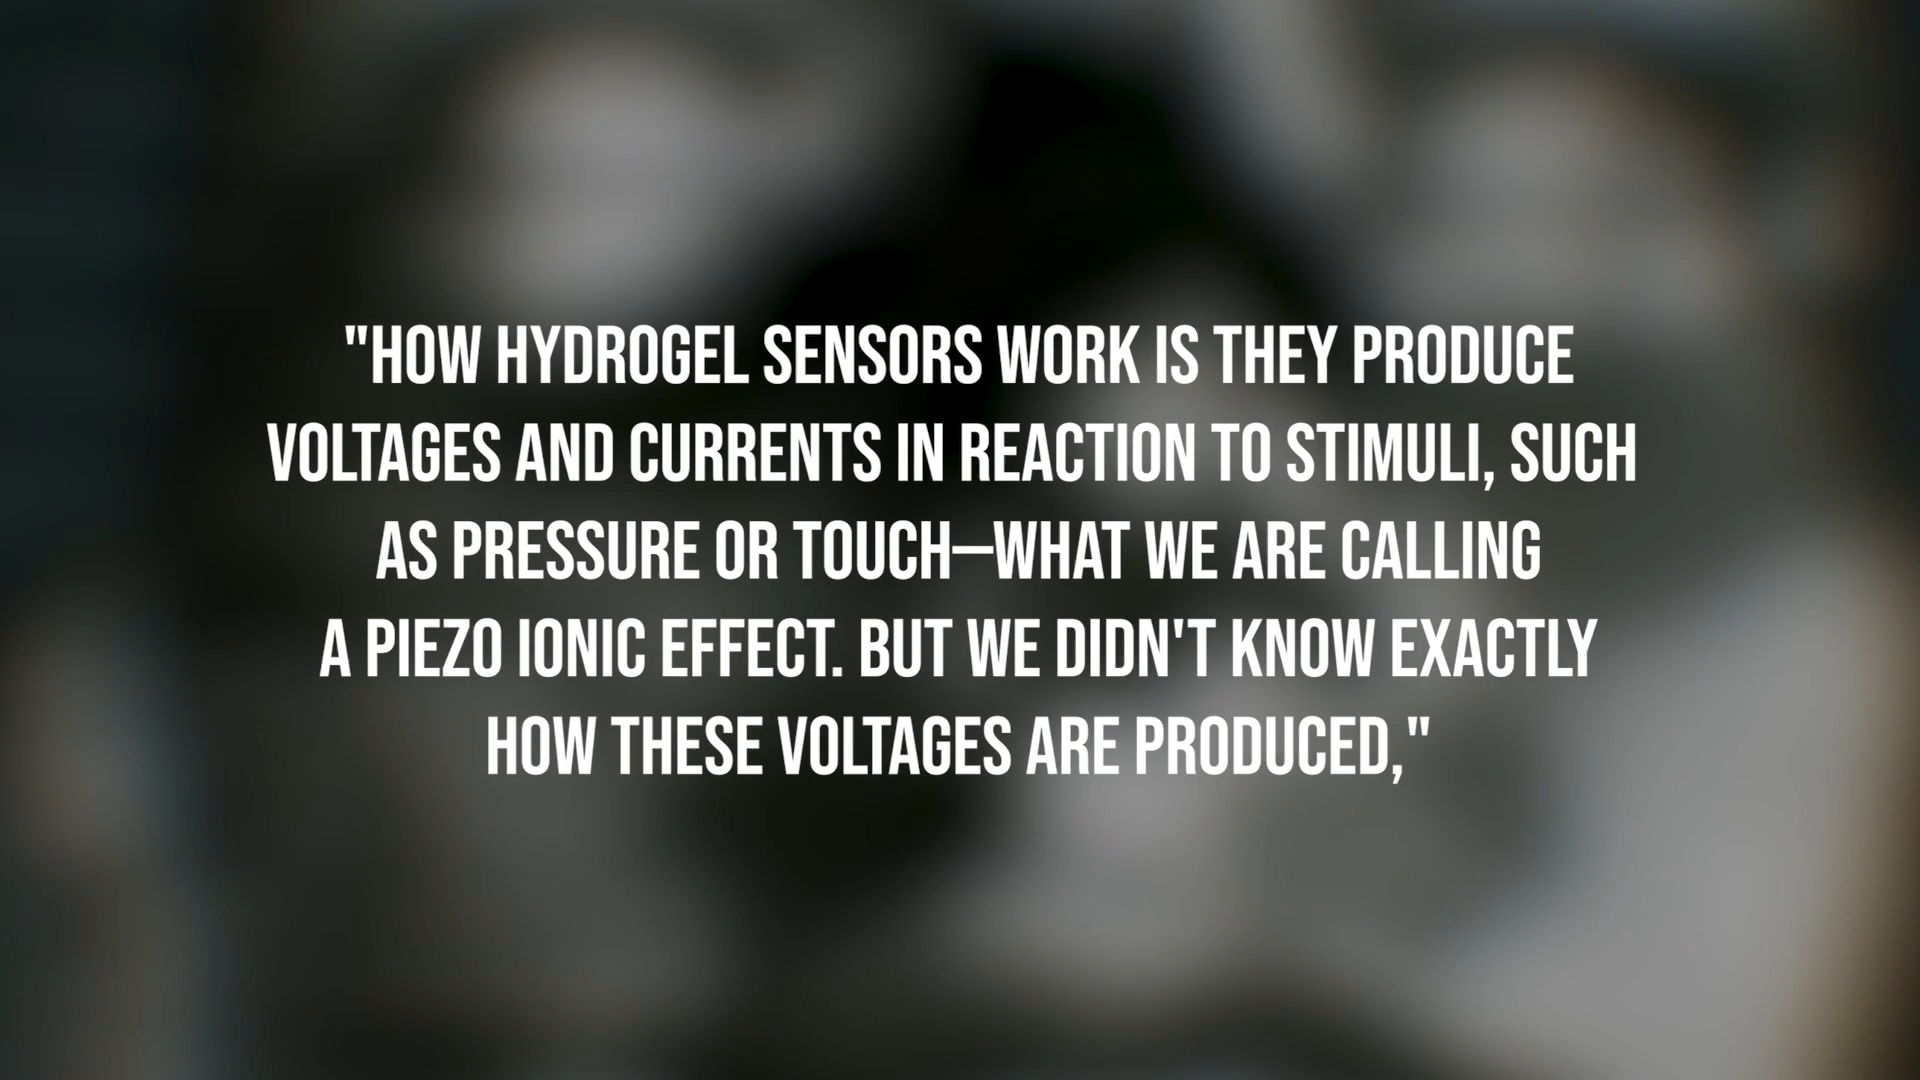 "HOW HYDROGEL SENSORS WORK IS THEY PRODUCE
VOLTAGES AND CURRENTS IN REACTION TO STIMULI, SUCH
AS PRESSURE OR TOUCH—WHAT WE ARE CALLING
A PIEZO IONIC EFFECT. BUT WE DIDN'T KNOW EXACTLY
HOW THESE VOLTAGES ARE PRODUCED,"